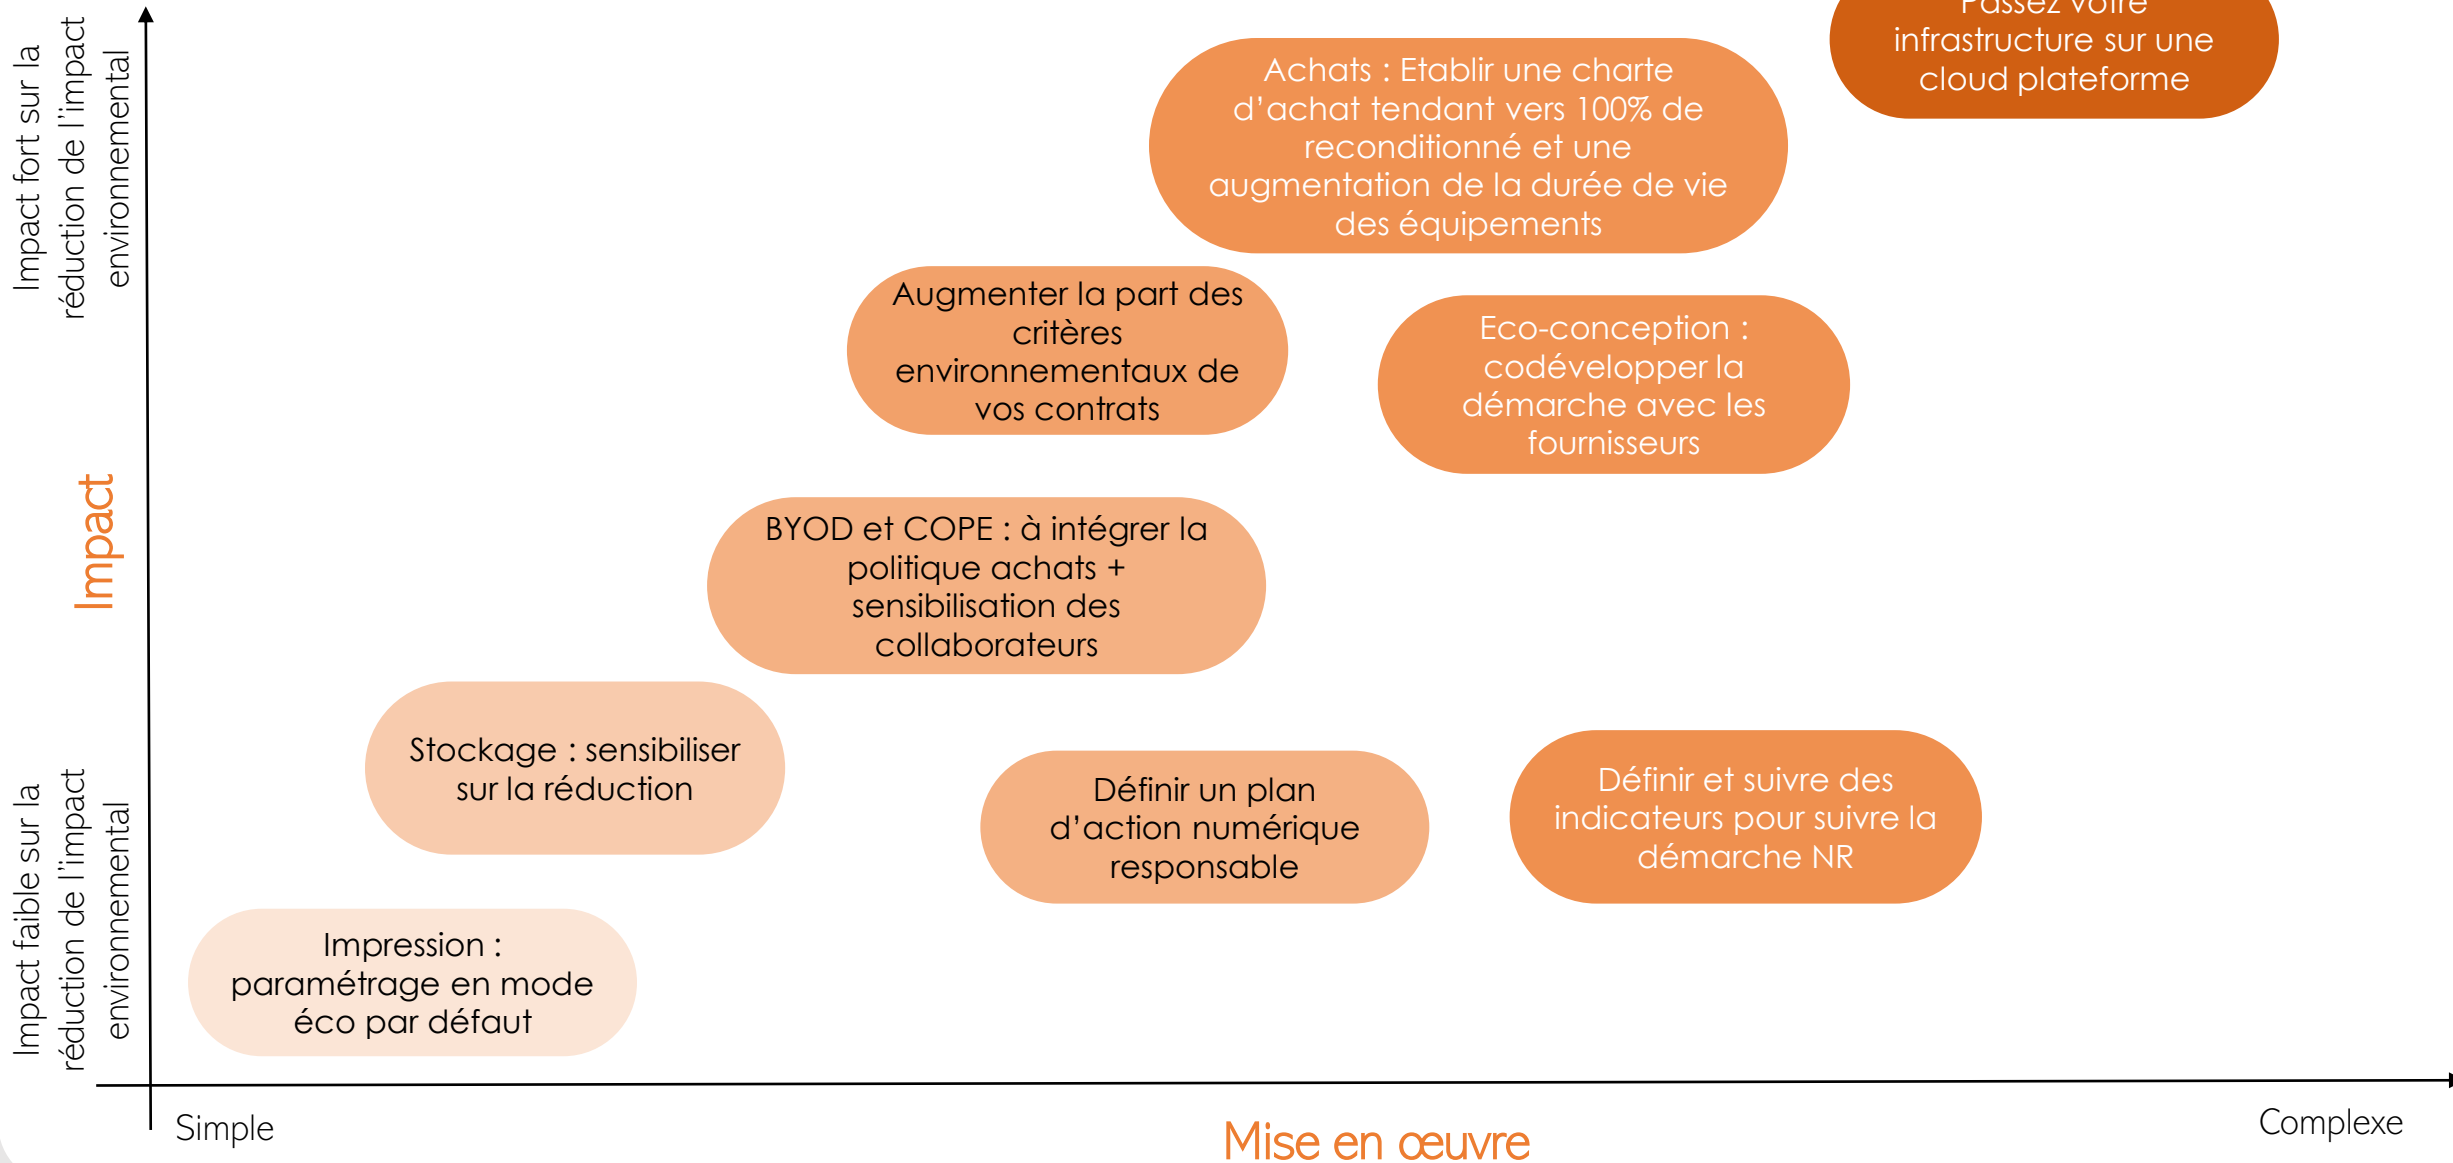 Impact fort sur la
réduction de l'impact
environnemental
Passez votre
infrastructure sur une
cloud plateforme
Achats : Etablir une charte
d'achat tendant vers 100% de
reconditionné et une
augmentation de la durée de vie
des équipements
Augmenter la part des
critères
environnementaux de
vos contrats
Eco-conception :
codévelopper la
démarche avec les
fournisseurs
Impact
BYOD et COPE : à intégrer la
politique achats +
sensibilisation des
collaborateurs
Stockage : sensibiliser
sur la réduction
Définir un plan
d'action numérique
responsable
Définir et suivre des
indicateurs pour suivre la
démarche NR
Impact faible sur la
réduction de l'impact
environnemental
Impression :
paramétrage en mode
éco par défaut
Simple
Mise en œuvre
Complexe